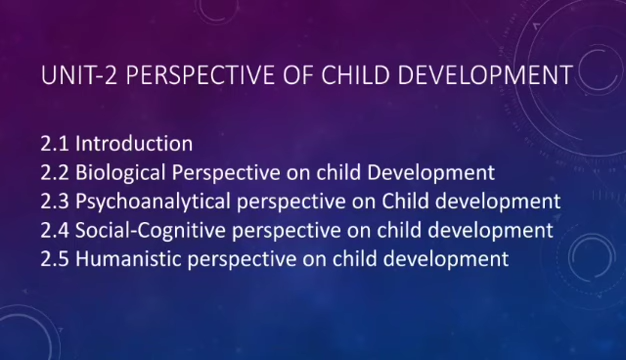 UNIT-2 PERSPECTIVE OF CHILD DEVELOPMENT
2.1 Introduction
2.2 Biological Perspective on child Development
2.3 Psychoanalytical perspective on Child development
2.4 Social-Cognitive perspective on child development
2.5 Humanistic perspective on child development